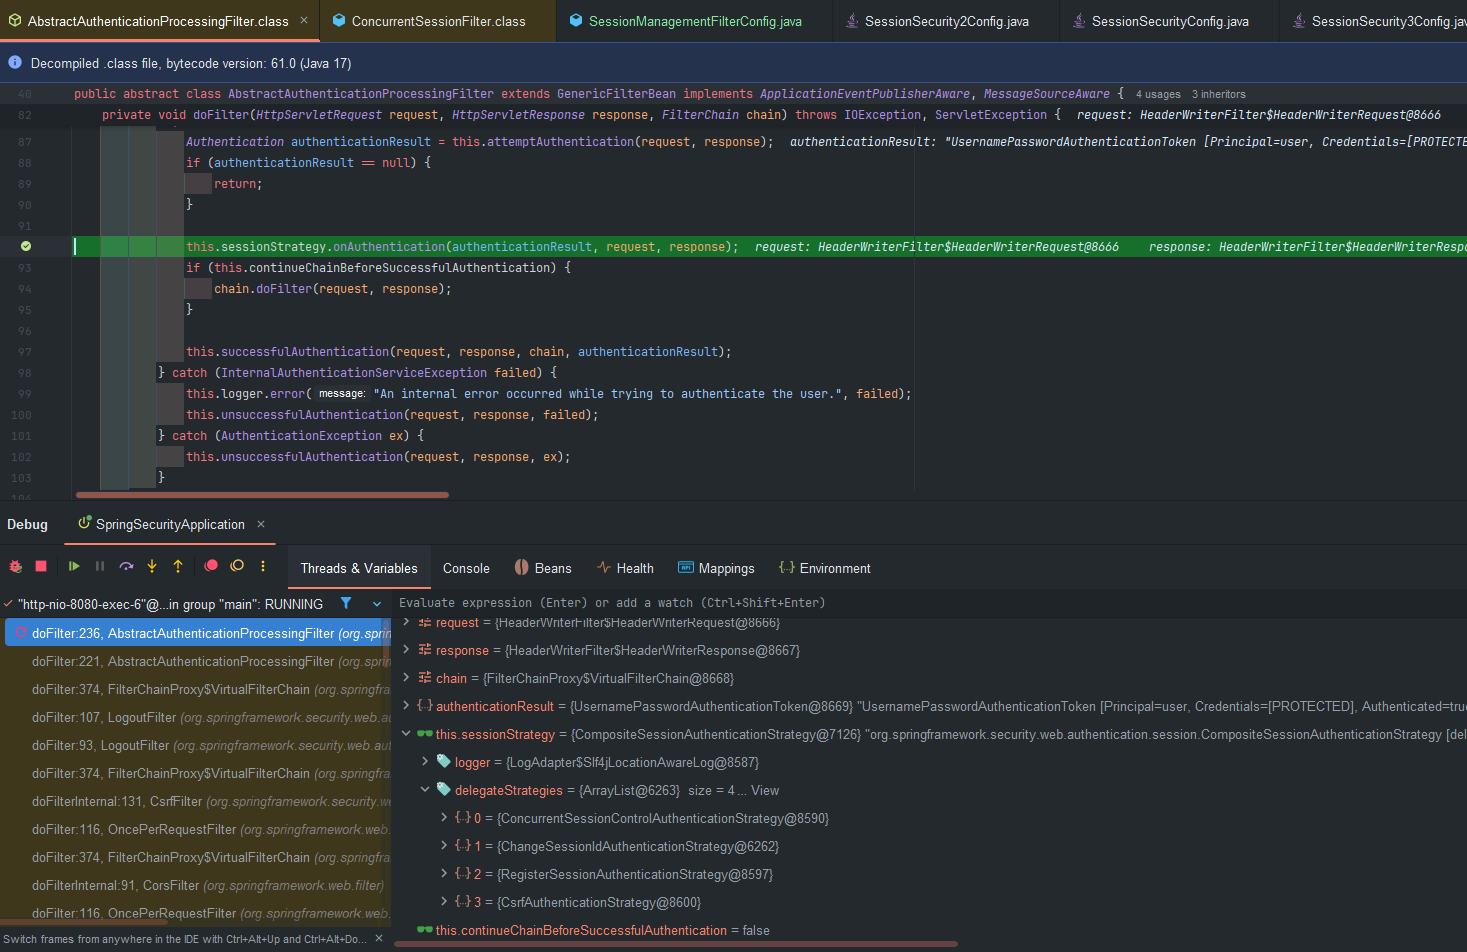 AbstractAuthenticationProcessingFilter.class × ConcurrentSessionFilter.class SessionManagementFilterConfig.java SessionSecurity2Config.java SessionSecurityConfig.java SessionSecurity3Config.jav
Decompiled .class file, bytecode version: 61.0 (Java 17)
40 public abstract class AbstractAuthenticationProcessingFilter extends GenericFilterBean implements ApplicationEventPublisherAware, MessageSourceAware { 4 usages 3 inheritors
82 private void doFilter(HttpServletRequest request, HttpServletResponse response, FilterChain chain) throws IOException, ServletException { request: HeaderWriterFilter$HeaderWriterRequest@8666
87 Authentication authenticationResult = this.attemptAuthentication(request, response); authenticationResult: "UsernamePasswordAuthenticationToken [Principal=user, Credentials=[PROTECTE
88 if (authenticationResult == null) {
89 return;
90 }
91
this.sessionStrategy.onAuthentication(authenticationResult, request, response); request: HeaderWriterFilter$HeaderWriterRequest@8666 response: HeaderWriterFilter$HeaderWriterRespo
93 if (this.continueChainBeforeSuccessfulAuthentication) {
94 chain.doFilter(request, response);
95 }
96
97 this.successfulAuthentication(request, response, chain, authenticationResult);
98 } catch (InternalAuthenticationServiceException failed) {
99 this.logger.error( message: "An internal error occurred while trying to authenticate the user.", failed);
100 this.unsuccessfulAuthentication(request, response, failed);
101 } catch (AuthenticationException ex) {
102 this.unsuccessfulAuthentication(request, response, ex);
103 }
104
Debug SpringSecurityApplication ×
Threads & Variables Console Beans Health Mappings Environment
"http-nio-8080-exec-6"@...in group "main": RUNNING
doFilter:236, AbstractAuthenticationProcessingFilter (org.sprin
doFilter:221, AbstractAuthenticationProcessingFilter (org.sprin
doFilter:374, FilterChainProxy$VirtualFilterChain (org.springfra
doFilter:107, LogoutFilter (org.springframework.security.web.au
doFilter:93, LogoutFilter (org.springframework.security.web.aut
doFilter:374, FilterChainProxy$VirtualFilterChain (org.springfra
doFilterInternal:131, CsrfFilter (org.springframework.security.we
doFilter:116, OncePerRequestFilter (org.springframework.web.
doFilter:374, FilterChainProxy$VirtualFilterChain (org.springfra
doFilterInternal:91, CorsFilter (org.springframework.web.filter)
doFilter:116, OncePerRequestFilter (org.springframework.web.
Switch frames from anywhere in the IDE with Ctrl+Alt+Up and Ctrl+Alt+Do... ×
Evaluate expression (Enter) or add a watch (Ctrl+Shift+Enter)
request = {HeaderWriterFilter$HeaderWriterRequest@8666}
response = {HeaderWriterFilter$HeaderWriterResponse@8667}
chain = {FilterChainProxy$VirtualFilterChain@8668}
authenticationResult = {UsernamePasswordAuthenticationToken@8669} "UsernamePasswordAuthenticationToken [Principal=user, Credentials=[PROTECTED], Authenticated=true
this.sessionStrategy = {CompositeSessionAuthenticationStrategy@7126} "org.springframework.security.web.authentication.session.CompositeSessionAuthenticationStrategy [del
logger = {LogAdapter$Slf4jLocationAwareLog@8587}
delegateStrategies = {ArrayList@6263} size = 4 ... View
0 = {ConcurrentSessionControlAuthenticationStrategy@8590}
1 = {ChangeSessionIdAuthenticationStrategy@6262}
2 = {RegisterSessionAuthenticationStrategy@8597}
3 = {CsrfAuthenticationStrategy@8600}
this.continueChainBeforeSuccessfulAuthentication = false